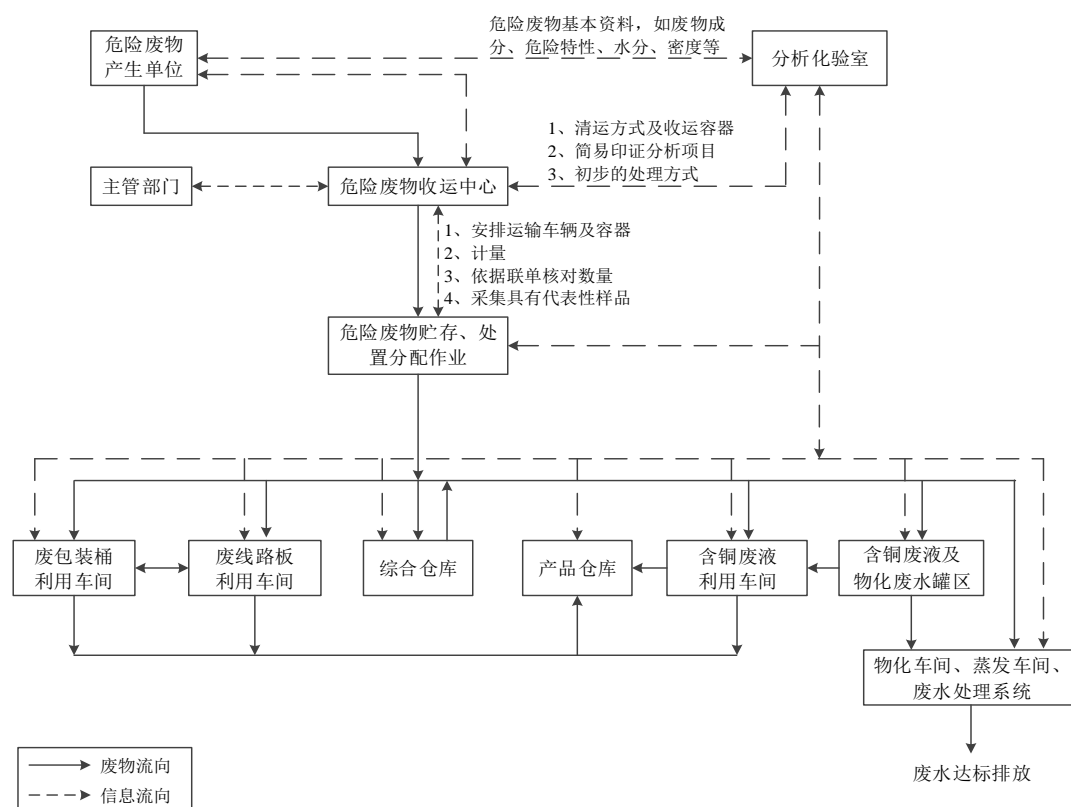 危险废物基本资料，如废物成
分、危险特性、水分、密度等
危险废物
产生单位
分析化验室
1、清运方式及收运容器
2、简易印证分析项目
3、初步的处理方式
主管部门
危险废物收运中心
1、安排运输车辆及容器
2、计量
3、依据联单核对数量
4、采集具有代表性样品
危险废物贮存、处
置分配作业
废包装桶
利用车间
废线路板
利用车间
综合仓库
产品仓库
含铜废液
利用车间
含铜废液及
物化废水罐区
物化车间、蒸发车间、
废水处理系统
废水达标排放
废物流向
信息流向